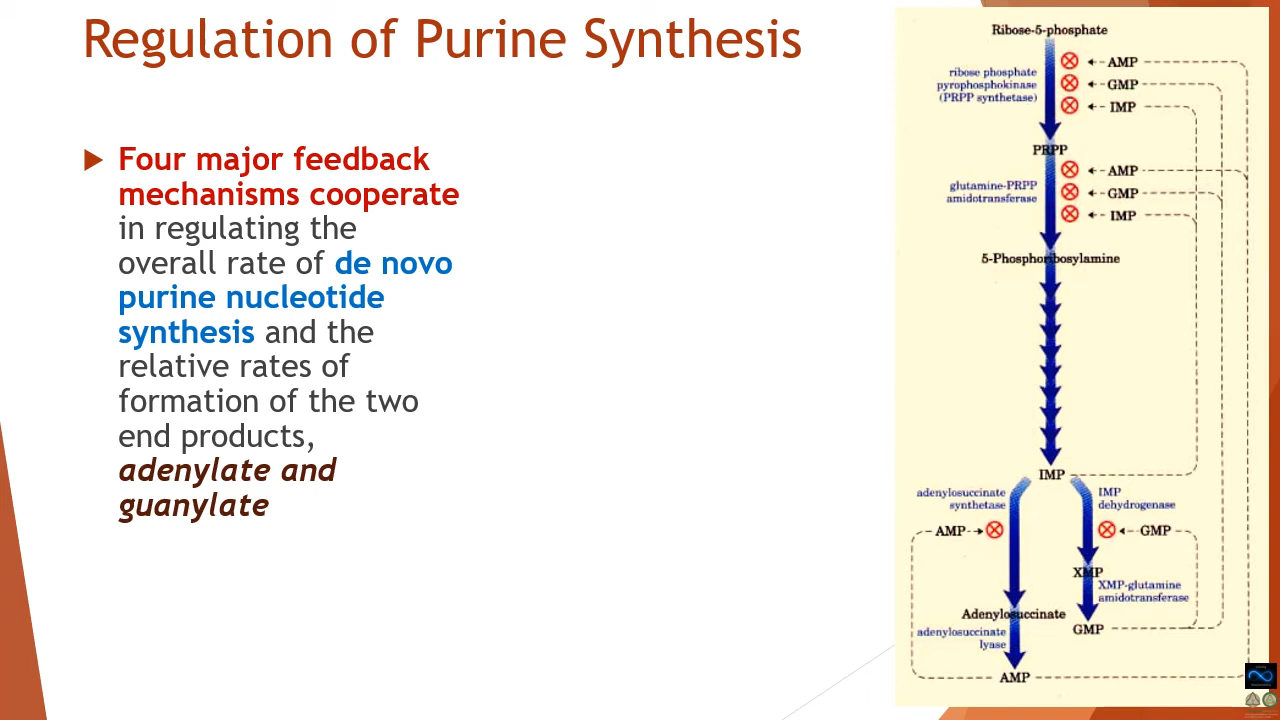 Regulation of Purine Synthesis
Four major feedback
mechanisms cooperate
in regulating the
overall rate of de novo
purine nucleotide
synthesis and the
relative rates of
formation of the two
end products,
adenylate and
guanylate
Ribose-5-phosphate
ribose phosphate
pyrophosphokinase
(PRPP synthetase)
AMP
GMP
IMP
PRPP
glutamine-PRPP
amidotransferase
AMP
GMP
IMP
5-Phosphoribosylamine
IMP
adenylosuccinate
synthetase
IMP
dehydrogenase
AMP
GMP
XMP
XMP-glutamine
amidotransferase
Adenylosuccinate
GMP
adenylosuccinate
lyase
AMP